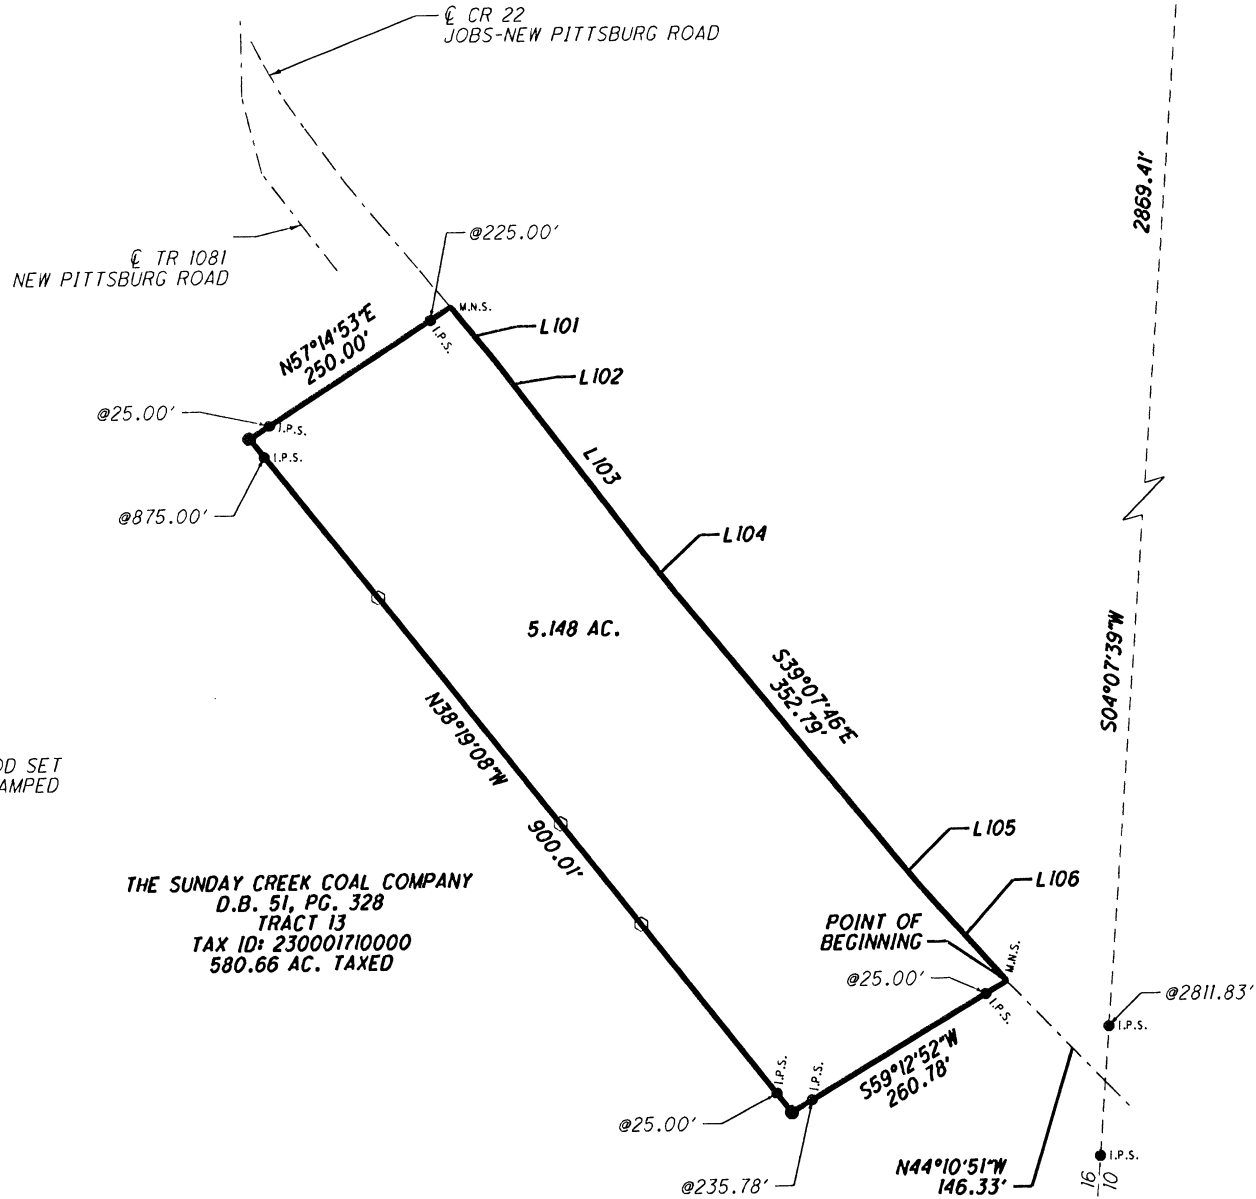 ℄ CR 22
JOBS-NEW PITTSBURG ROAD
2869.41'
℄ TR 1081
NEW PITTSBURG ROAD
@225.00'
M.N.S.
I.P.S.
L101
N57°14'53"E
250.00'
L102
@25.00'
I.P.S.
I.P.S.
L103
@875.00'
L104
5.148 AC.
S39°07'46"E
352.79'
S04°07'39"W
N38°19'08"W
900.01'
OD SET
AMPED
L105
THE SUNDAY CREEK COAL COMPANY
D.B. 51, PG. 328
TRACT 13
TAX ID: 230001710000
580.66 AC. TAXED
L106
POINT OF
BEGINNING
M.N.S.
@25.00'
I.P.S.
@2811.83'
I.P.S.
S59°12'52"W
260.78'
I.P.S.
I.P.S.
@25.00'
@235.78'
N44°10'51"W
146.33'
I.P.S.
16
10